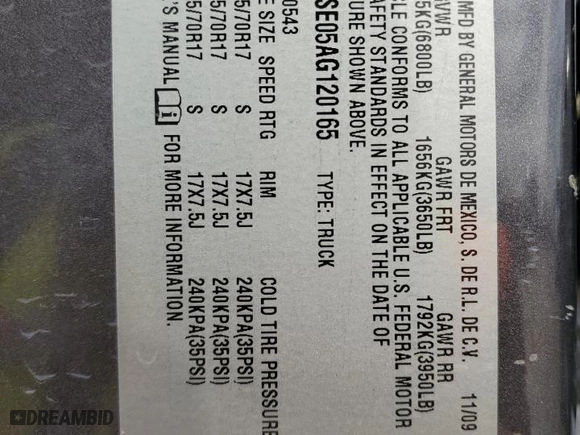 MFD BY GENERAL MOTORS DE MEXICO, S. DE R.L. DE C.V. 11/09
GVWR GAWR FRT GAWR RR
5KG(6800LB) 1656KG(3650LB) 1792KG(3950LB)
CLE CONFORMS TO ALL APPLICABLE U.S. FEDERAL MOTOR
AFETY STANDARDS IN EFFECT ON THE DATE OF
URE SHOWN ABOVE.
SE05AG120165 TYPE: TRUCK
0543
E SIZE SPEED RTG RIM COLD TIRE PRESSURE
5/70R17 S 17X7.5J 240KPA(35PSI)
5/70R17 S 17X7.5J 240KPA(35PSI)
5/70R17 S 17X7.5J 240KPA(35PSI)
'S MANUAL FOR MORE INFORMATION.
DREAMBID